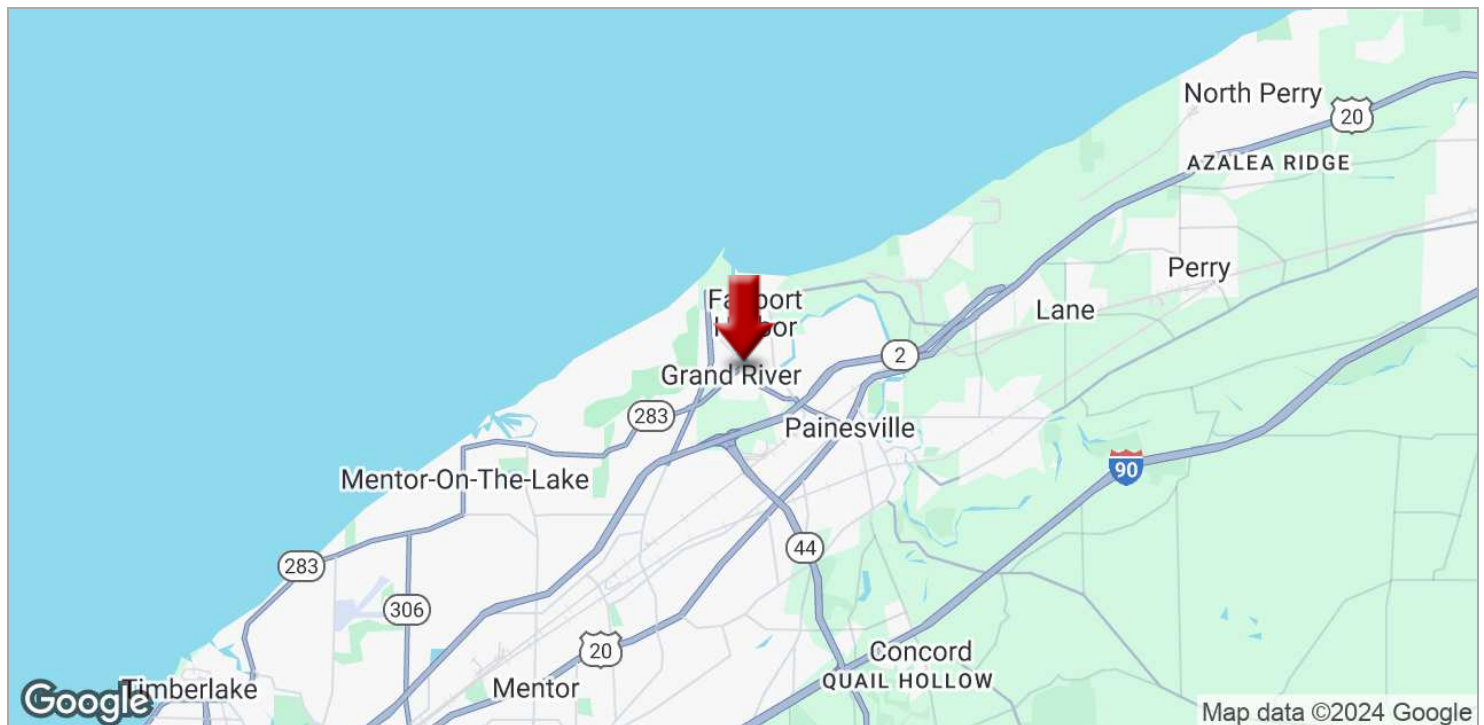 North Perry
20
AZALEA RIDGE
Perry
Lane
Harbor
2
Grand River
283
Painesville
90
Mentor-On-The-Lake
44
283
306
20
Concord
QUAIL HOLLOW
Mentor
Timberlake
Google
Map data ©2024 Google